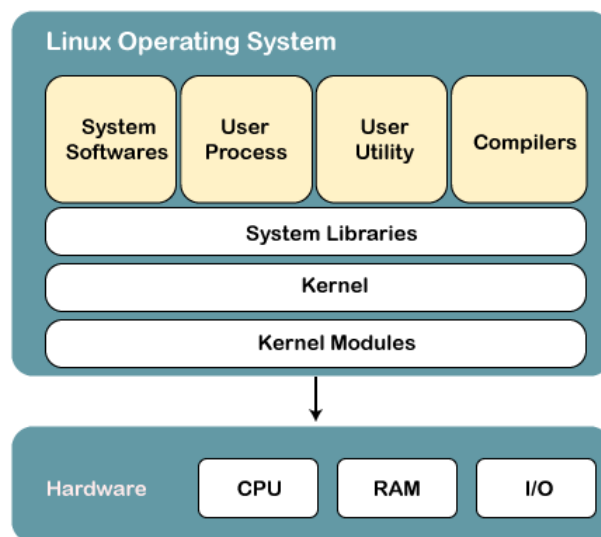 Linux Operating System
System
Softwares
User
Process
User
Utility
Compilers
System Libraries
Kernel
Kernel Modules
Hardware
CPU
RAM
I/O